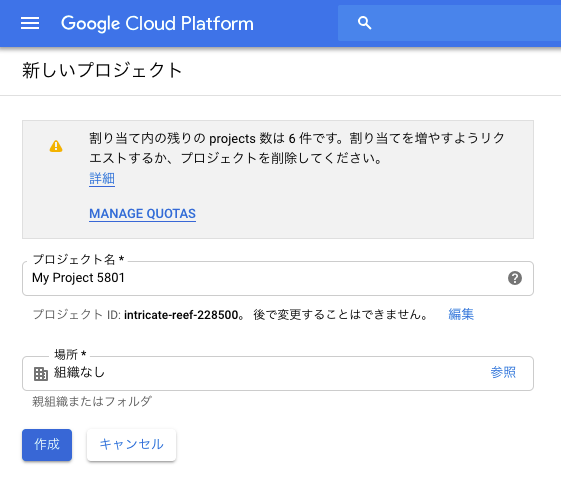 Google Cloud Platform
新しいプロジェクト
割り当て内の残りの projects 数は 6 件です。割り当てを増やすようリク
エストするか、プロジェクトを削除してください。
詳細
MANAGE QUOTAS
プロジェクト名 *
My Project 5801
プロジェクト ID: intricate-reef-228500。 後で変更することはできません。 編集
場所 *
組織なし 参照
親組織またはフォルダ
作成 キャンセル